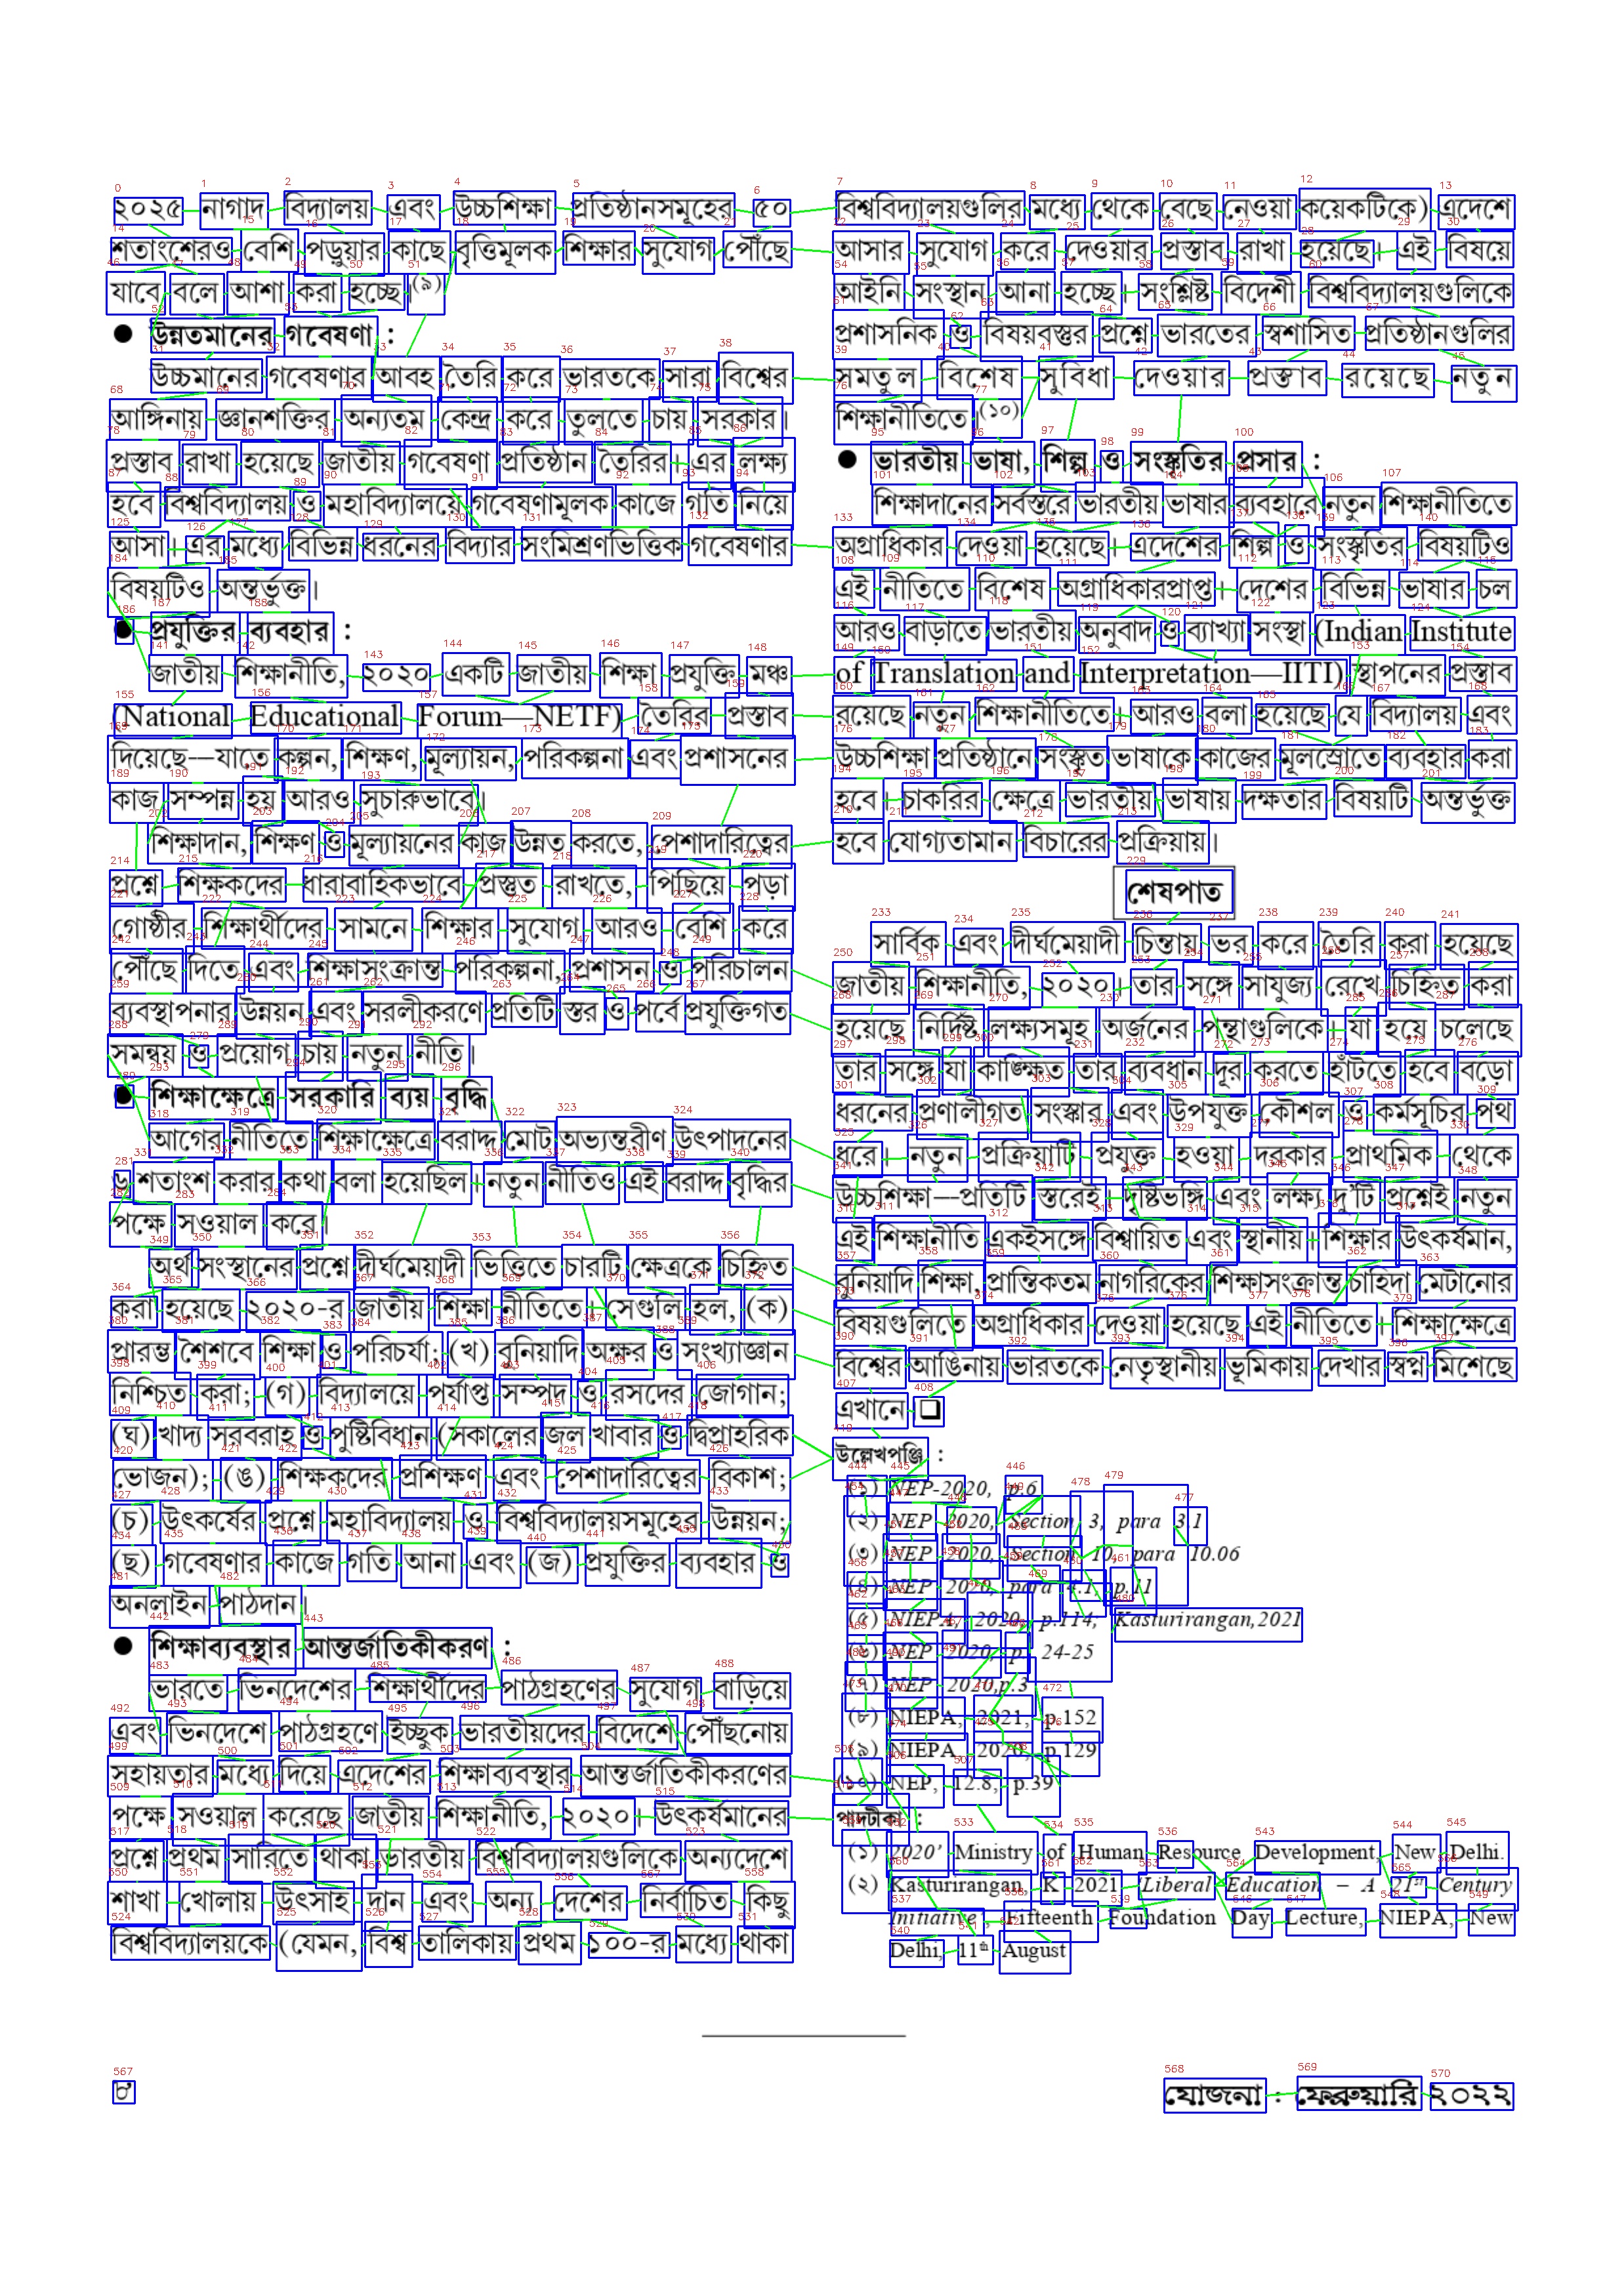 ২০২৫ নাগাদ বিদ্যালয় এবং উচ্চশিক্ষা প্রতিষ্ঠানসমূহের ৫০
শতাংশেরও বেশি পড়ুয়ার কাছে বৃত্তিমূলক শিক্ষার সুযোগ পৌঁছে
যাবে বলে আশা করা হচ্ছে।(৯)
● উন্নতমানের গবেষণা :
উচ্চমানের গবেষণার আবহ তৈরি করে ভারতকে সারা বিশ্বের
আঙ্গিনায় জ্ঞানশক্তির অন্যতম কেন্দ্র করে তুলতে চায় সরকার।
প্রস্তাব রাখা হয়েছে জাতীয় গবেষণা প্রতিষ্ঠান তৈরির। এর লক্ষ্য
হবে বিশ্ববিদ্যালয় ও মহাবিদ্যালয়ে গবেষণামূলক কাজে গতি নিয়ে
আসা। এর মধ্যে বিভিন্ন ধরনের বিদ্যার সংমিশ্রণভিত্তিক গবেষণার
বিষয়টিও অন্তর্ভুক্ত।
● প্রযুক্তির ব্যবহার :
জাতীয় শিক্ষানীতি, ২০২০ একটি জাতীয় শিক্ষা প্রযুক্তি মঞ্চ
(National Educational Forum—NETF) তৈরির প্রস্তাব
দিয়েছে—যাতে কল্পন, শিক্ষণ, মূল্যায়ন, পরিকল্পনা এবং প্রশাসনের
কাজ সম্পন্ন হয় আরও সুচারুভাবে।
শিক্ষাদান, শিক্ষণ ও মূল্যায়নের কাজ উন্নত করতে, পেশাদারিত্বের
প্রশ্নে শিক্ষকদের ধারাবাহিকভাবে প্রস্তুত রাখতে, পিছিয়ে পড়া
গোষ্ঠীর শিক্ষার্থীদের সামনে শিক্ষার সুযোগ আরও বেশি করে
পৌঁছে দিতে এবং শিক্ষাসংক্রান্ত পরিকল্পনা, প্রশাসন ও পরিচালন
ব্যবস্থাপনার উন্নয়ন এবং সরলীকরণে প্রতিটি স্তর ও পর্বে প্রযুক্তিগত
সমন্বয় ও প্রয়োগ চায় নতুন নীতি।
● শিক্ষাক্ষেত্রে সরকারি ব্যয় বৃদ্ধি
আগের নীতিতে শিক্ষাক্ষেত্রে বরাদ্দ মোট অভ্যন্তরীণ উৎপাদনের
৬ শতাংশ করার কথা বলা হয়েছিল। নতুন নীতিও এই বরাদ্দ বৃদ্ধির
পক্ষে সওয়াল করে।
অর্থ সংস্থানের প্রশ্নে দীর্ঘমেয়াদী ভিত্তিতে চারটি ক্ষেত্রকে চিহ্নিত
করা হয়েছে ২০২০-র জাতীয় শিক্ষা নীতিতে। সেগুলি হল, (ক)
প্রারম্ভ শৈশবে শিক্ষা ও পরিচর্যা; (খ) বুনিয়াদি অক্ষর ও সংখ্যাজ্ঞান
নিশ্চিত করা; (গ) বিদ্যালয়ে পর্যাপ্ত সম্পদ ও রসদের জোগান;
(ঘ) খাদ্য সরবরাহ ও পুষ্টিবিধান (সকালের জল খাবার ও দ্বিপ্রাহরিক
ভোজন); (ঙ) শিক্ষকদের প্রশিক্ষণ এবং পেশাদারিত্বের বিকাশ;
(চ) উৎকর্ষের প্রশ্নে মহাবিদ্যালয় ও বিশ্ববিদ্যালয়সমূহের উন্নয়ন;
(ছ) গবেষণার কাজে গতি আনা এবং (জ) প্রযুক্তির ব্যবহার ও
অনলাইন পাঠদান।
● শিক্ষাব্যবস্থার আন্তর্জাতিকীকরণ :
ভারতে ভিনদেশের শিক্ষার্থীদের পাঠগ্রহণের সুযোগ বাড়িয়ে
এবং ভিনদেশে পাঠগ্রহণে ইচ্ছুক ভারতীয়দের বিদেশে পৌঁছনোয়
সহায়তার মধ্যে দিয়ে এদেশের শিক্ষাব্যবস্থার আন্তর্জাতিকীকরণের
পক্ষে সওয়াল করেছে জাতীয় শিক্ষানীতি, ২০২০। উৎকর্ষমানের
প্রশ্নে প্রথম সারিতে থাকা ভারতীয় বিশ্ববিদ্যালয়গুলিকে অন্যদেশে
শাখা খোলায় উৎসাহ দান এবং অন্য দেশের নির্বাচিত কিছু
বিশ্ববিদ্যালয়কে (যেমন, বিশ্ব তালিকায় প্রথম ১০০-র মধ্যে থাকা
বিশ্ববিদ্যালয়গুলির মধ্যে থেকে বেছে নেওয়া কয়েকটিকে) এদেশে
আসার সুযোগ করে দেওয়ার প্রস্তাব রাখা হয়েছে। এই বিষয়ে
আইনি সংস্থান আনা হচ্ছে। সংশ্লিষ্ট বিদেশী বিশ্ববিদ্যালয়গুলিকে
প্রশাসনিক ও বিষয়বস্তুর প্রশ্নে ভারতের স্বশাসিত প্রতিষ্ঠানগুলির
সমতুল বিশেষ সুবিধা দেওয়ার প্রস্তাব রয়েছে নতুন
শিক্ষানীতিতে।(১০)
● ভারতীয় ভাষা, শিল্প ও সংস্কৃতির প্রসার :
শিক্ষাদানের সর্বস্তরে ভারতীয় ভাষার ব্যবহারে নতুন শিক্ষানীতিতে
অগ্রাধিকার দেওয়া হয়েছে। এদেশের শিল্প ও সংস্কৃতির বিষয়টিও
এই নীতিতে বিশেষ অগ্রাধিকারপ্রাপ্ত। দেশের বিভিন্ন ভাষার চল
আরও বাড়াতে ভারতীয় অনুবাদ ও ব্যাখ্যা সংস্থা (Indian Institute
of Translation and Interpretation—IITI) স্থাপনের প্রস্তাব
রয়েছে নতুন শিক্ষানীতিতে। আরও বলা হয়েছে যে বিদ্যালয় এবং
উচ্চশিক্ষা প্রতিষ্ঠানে সংস্কৃত ভাষাকে কাজের মূলস্রোতে ব্যবহার করা
হবে। চাকরির ক্ষেত্রে ভারতীয় ভাষায় দক্ষতার বিষয়টি অন্তর্ভুক্ত
হবে যোগ্যতামান বিচারের প্রক্রিয়ায়।
শেষপাত
সার্বিক এবং দীর্ঘমেয়াদী চিন্তায় ভর করে তৈরি করা হয়েছে
জাতীয় শিক্ষানীতি, ২০২০। তার সঙ্গে সাযুজ্য রেখে চিহ্নিত করা
হয়েছে নির্দিষ্ট লক্ষ্যসমূহ অর্জনের পন্থাগুলিকে—যা হয়ে চলেছে
তার সঙ্গে যা কাঙ্ক্ষিত তার ব্যবধান দূর করতে হাঁটতে হবে বড়ো
ধরনের প্রণালীগত সংস্কার এবং উপযুক্ত কৌশল ও কর্মসূচির পথ
ধরে। নতুন প্রক্রিয়াটি প্রযুক্ত হওয়া দরকার প্রাথমিক থেকে
উচ্চশিক্ষা—প্রতিটি স্তরেই। দৃষ্টিভঙ্গি এবং লক্ষ্য দু'টি প্রশ্নেই নতুন
এই শিক্ষানীতি একইসঙ্গে বিশ্বায়িত এবং স্থানীয়। শিক্ষার উৎকর্ষমান,
বুনিয়াদি শিক্ষা, প্রান্তিকতম নাগরিকের শিক্ষাসংক্রান্ত চাহিদা মেটানোর
বিষয়গুলিতে অগ্রাধিকার দেওয়া হয়েছে এই নীতিতে। শিক্ষাক্ষেত্রে
বিশ্বের আঙিনায় ভারতকে নেতৃস্থানীয় ভূমিকায় দেখার স্বপ্ন মিশেছে
এখানে ❑
উল্লেখপঞ্জি :
(১) NEP-2020, p.6
(২) NEP 2020, Section 3, para 3.1
(৩) NEP 2020, Section 10, para 10.06
(৪) NEP 2020, para 4.1, p.11
(৫) NIEPA, 2020, p.114; Kasturirangan,2021
(৬) NEP 2020, p. 24-25
(৭) NEP 2020,p.3
(৮) NIEPA, 2021, p.152
(৯) NIEPA, 2020, p.129
(১০) NEP, 12.8, p.39
পাদটীকা :
(১) 2020' Ministry of Human Resource Development, New Delhi.
(২) Kasturirangan, K 2021 Liberal Education – A 21st Century
Initiative, Fifteenth Foundation Day Lecture, NIEPA, New
Delhi, 11th August
৮
যোজনা : ফেব্রুয়ারি ২০২২